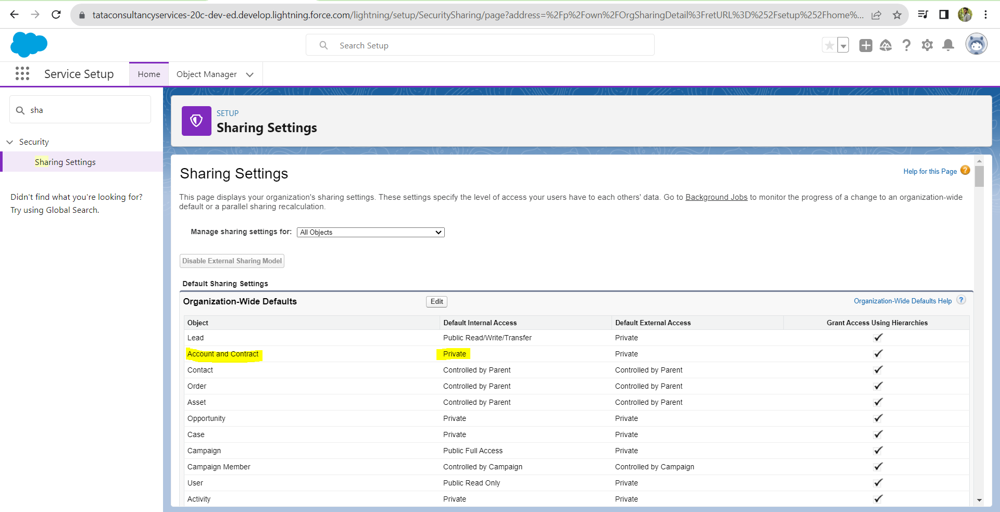 tataconsultancyservices-20c-dev-ed.develop.lightning.force.com/lightning/setup/SecuritySharing/page?address=%2Fp%2Fown%2FOrgSharingDetail%3FretURL%3D%252Fsetup%252Fhome%...
Search Setup
Service Setup Home Object Manager
sha
Security
Sharing Settings
Didn't find what you're looking for?
Try using Global Search.
SETUP
Sharing Settings
Sharing Settings
Help for this Page ?
This page displays your organization's sharing settings. These settings specify the level of access your users have to each others' data. Go to Background Jobs to monitor the progress of a change to an organization-wide
default or a parallel sharing recalculation.
Manage sharing settings for: All Objects
Disable External Sharing Model
Default Sharing Settings
Organization-Wide Defaults Edit Organization-Wide Defaults Help ?
Object Default Internal Access Default External Access Grant Access Using Hierarchies
Lead Public Read/Write/Transfer Private
Account and Contract Private Private
Contact Controlled by Parent Controlled by Parent
Order Controlled by Parent Controlled by Parent
Asset Controlled by Parent Controlled by Parent
Opportunity Private Private
Case Private Private
Campaign Public Full Access Private
Campaign Member Controlled by Campaign Controlled by Campaign
User Public Read Only Private
Activity Private Private